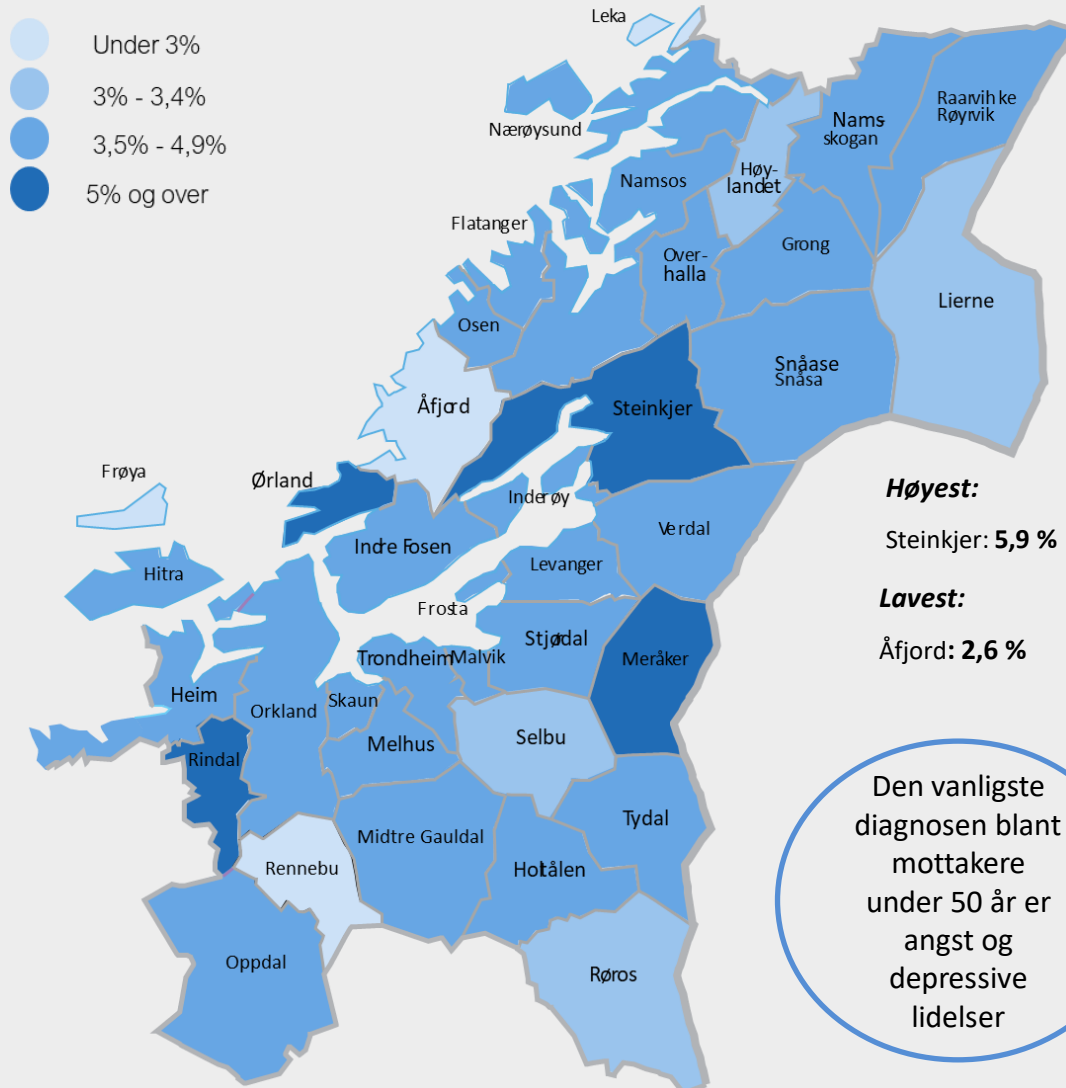 Under 3%
3% - 3,4%
3,5% - 4,9%
5% og over
Leka
Nærøysund
Raarvihke
Røyrvik
Nams-
skogan
Høy-
landet
Namsos
Flatanger
Over-
halla
Grong
Lierne
Osen
Snåase
Snåsa
Åfjord
Steinkjer
Frøya
Ørland
Inderøy
Verdal
Indre Fosen
Levanger
Hitra
Frosta
Stjørdal
Trondheim
Malvik
Meråker
Heim
Orkland
Skaun
Selbu
Melhus
Rindal
Tydal
Midtre Gauldal
Rennebu
Holtålen
Oppdal
Røros
Høyest:
Steinkjer: 5,9 %
Lavest:
Åfjord: 2,6 %
Den vanligste
diagnosen blant
mottakere
under 50 år er
angst og
depressive
lidelser